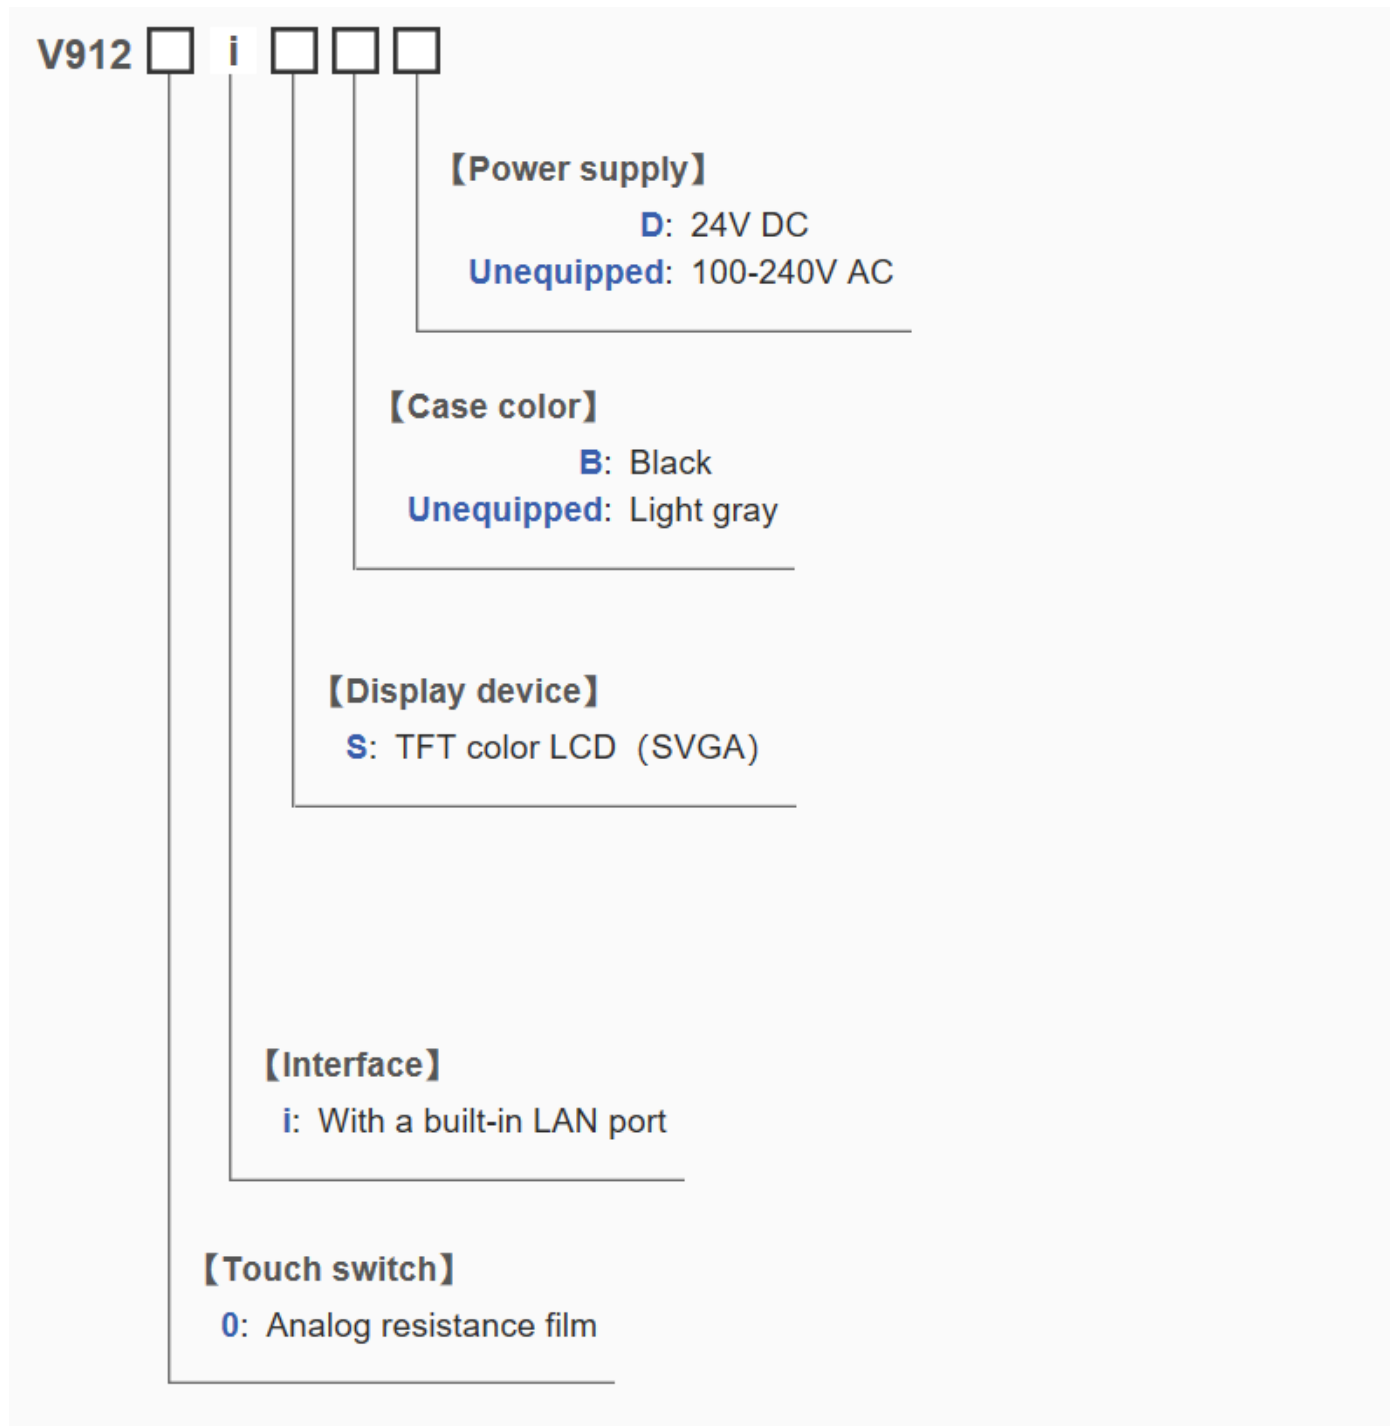 V912 □ i □ □ □
【Power supply】
D: 24V DC
Unequipped: 100-240V AC
【Case color】
B: Black
Unequipped: Light gray
【Display device】
S: TFT color LCD（SVGA）
【Interface】
i: With a built-in LAN port
【Touch switch】
0: Analog resistance film